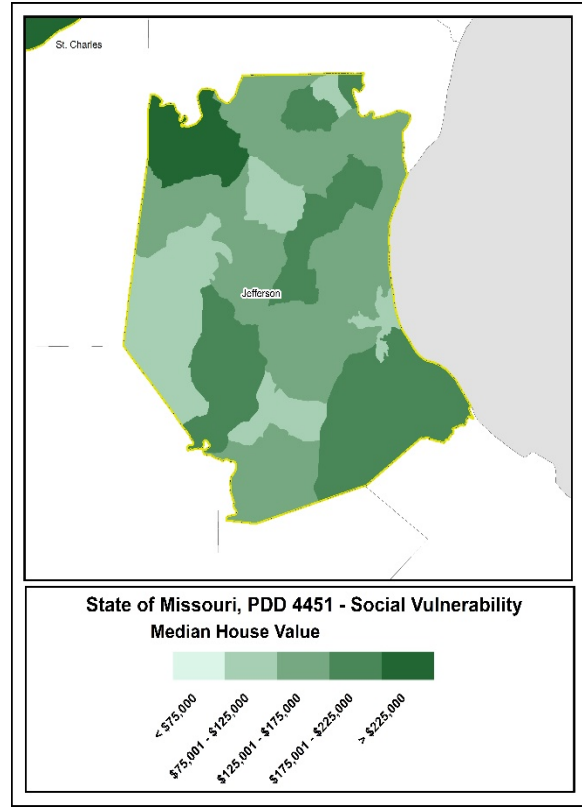 St. Charles
Jefferson
State of Missouri, PDD 4451 - Social Vulnerability
Median House Value
< $75,000
$75,001 - $125,000
$125,001 - $175,000
$175,001 - $225,000
> $225,000